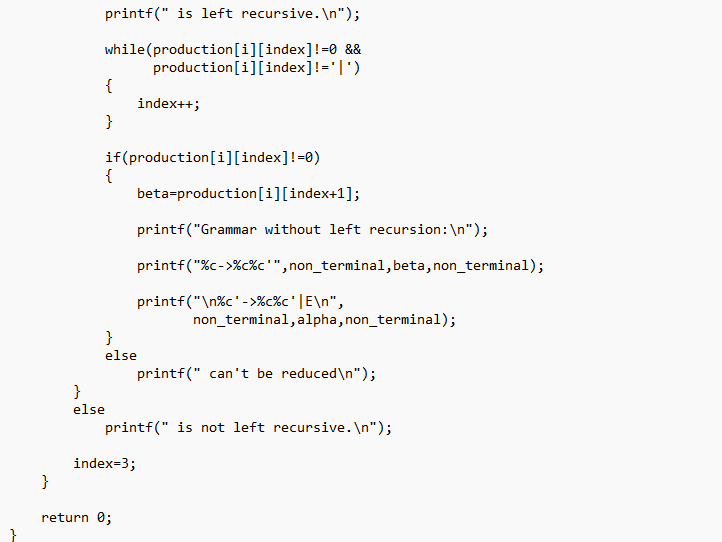 printf(" is left recursive.\n");
while(production[i][index]!=0 &&
production[i][index]!='|')
{
index++;
}
if(production[i][index]!=0)
{
beta=production[i][index+1];
printf("Grammar without left recursion:\n");
printf("%c->%c%c'",non_terminal,beta,non_terminal);
printf("\n%c'->%c%c'|E\n",
non_terminal,alpha,non_terminal);
}
else
printf(" can't be reduced\n");
}
else
printf(" is not left recursive.\n");
index=3;
}
return 0;
}